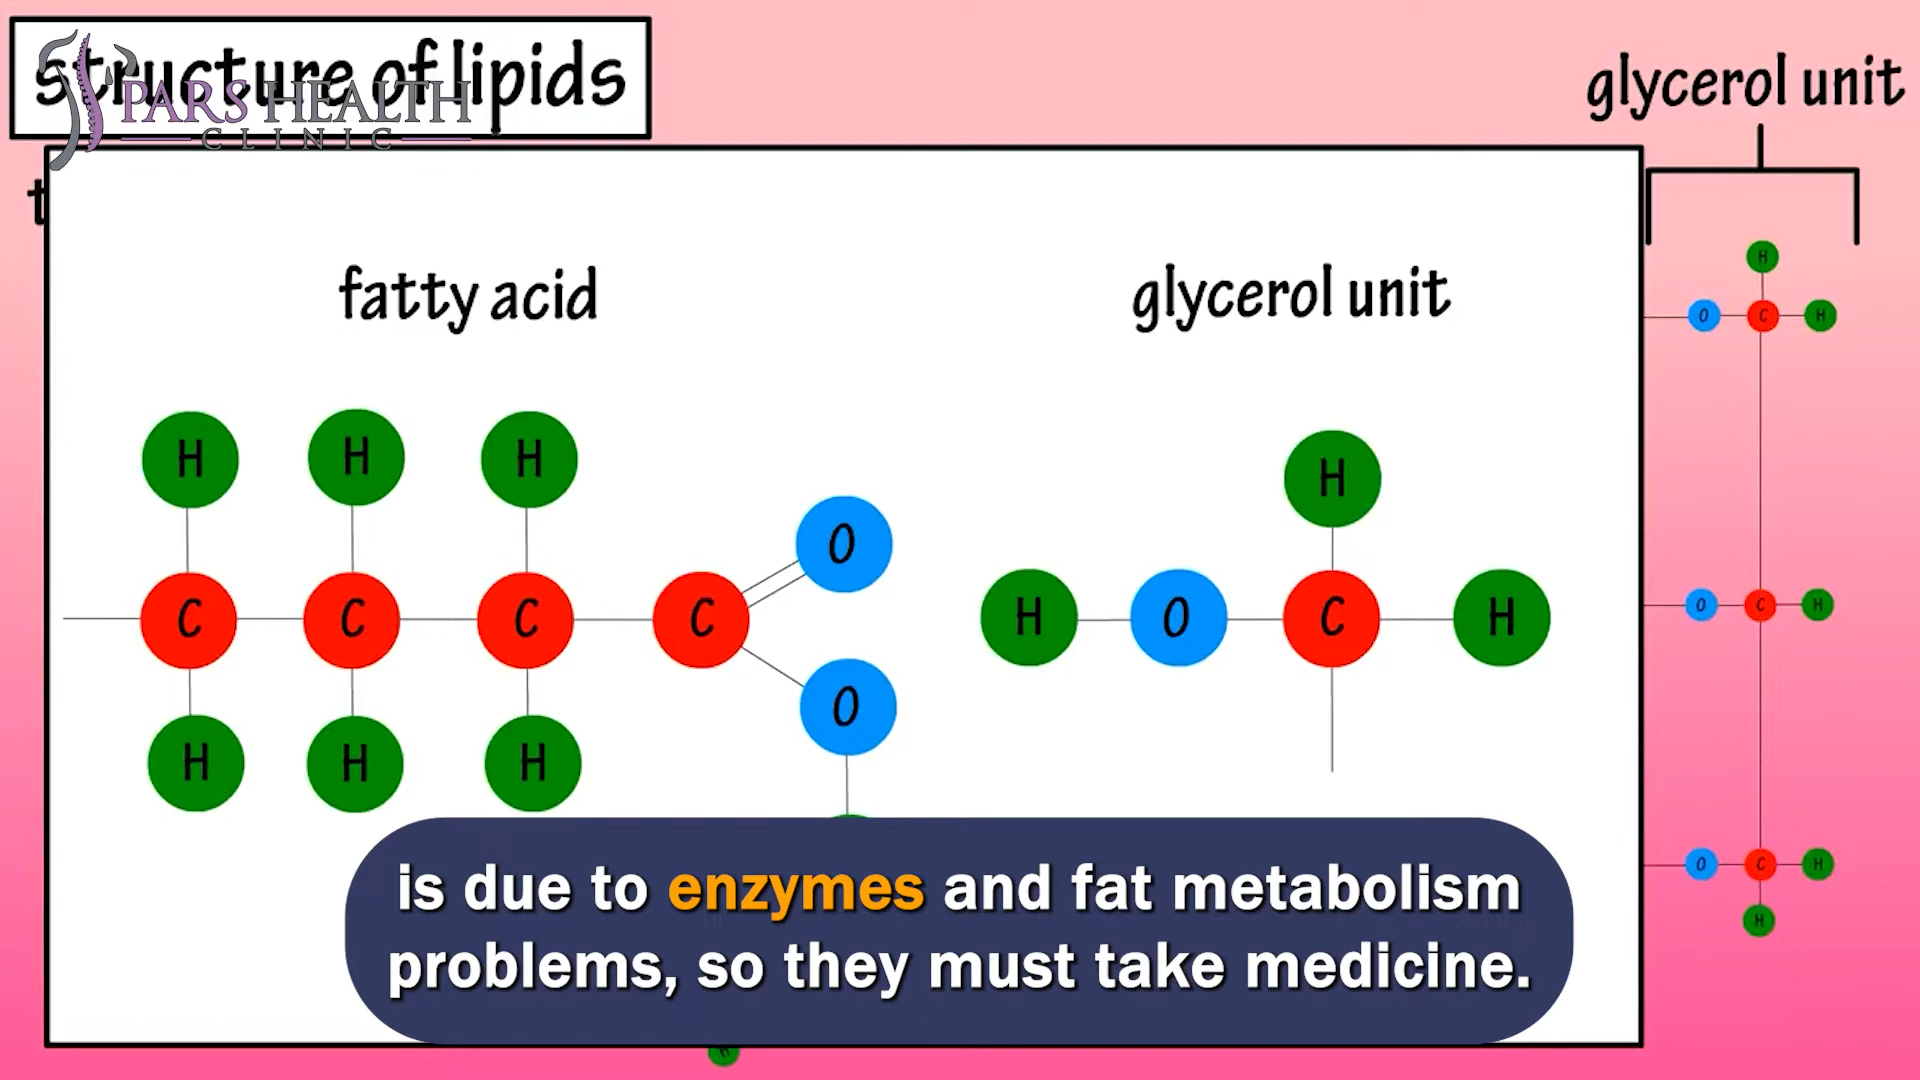 structure of lipids
PARS HEALTH
CLINIC
glycerol unit
t
fatty acid
glycerol unit
H H H
O
H
C C C C
H O C H
O
H H H
H
O C H
O C H
O C H
H
is due to enzymes and fat metabolism
problems, so they must take medicine.
H